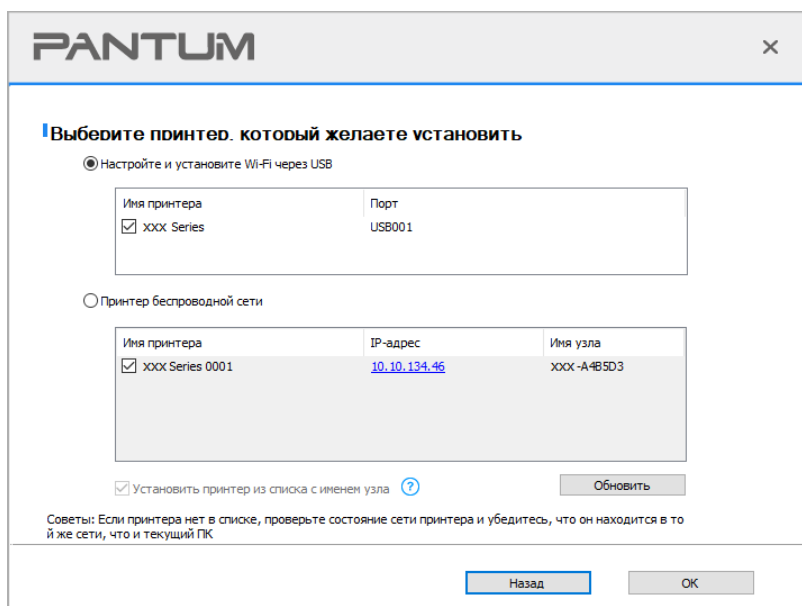 PANTUM
Выберите принтер, который желаете установить
Настройте и установите Wi-Fi через USB
Имя принтера Порт
XXX Series USB001
Принтер беспроводной сети
Имя принтера IP-адрес Имя узла
XXX Series 0001 10.10.134.46 XXX-A4B5D3
Установить принтер из списка с именем узла ?
Обновить
Советы: Если принтера нет в списке, проверьте состояние сети принтера и убедитесь, что он находится в то
й же сети, что и текущий ПК
Назад OK